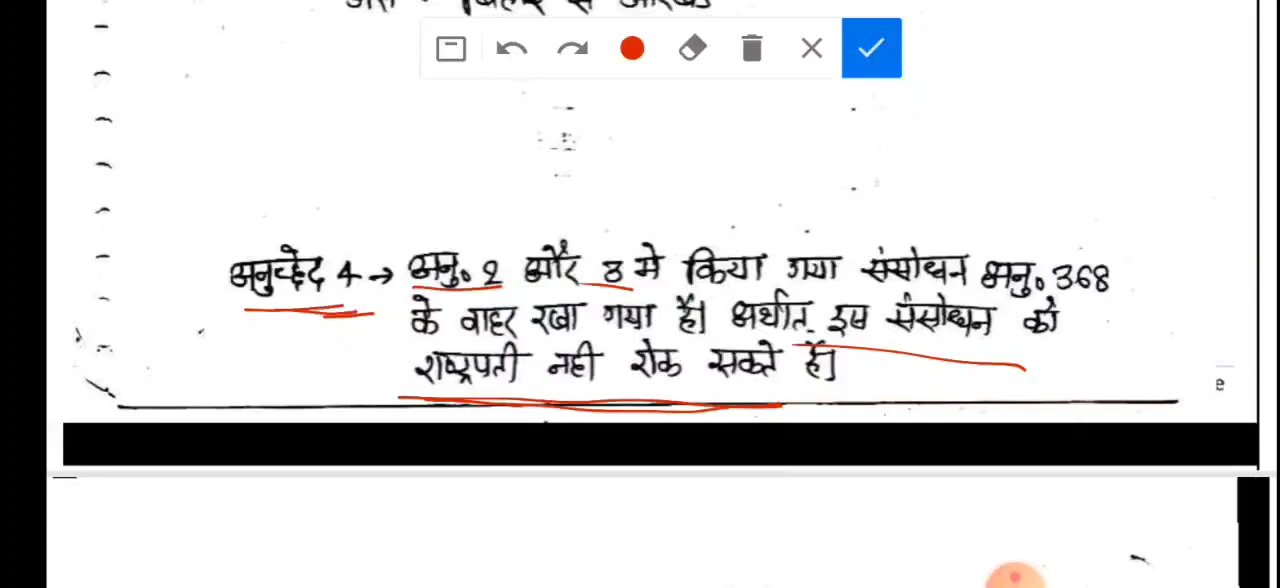 अनुच्छेद 4 → अनु॰ 2 और 3 मे किया गया संसोधन अनु॰ 368
के वाहर रखा गया है। अर्थात् इस संसोधन को
राष्ट्रपती नही रोक सकते हैं।
e